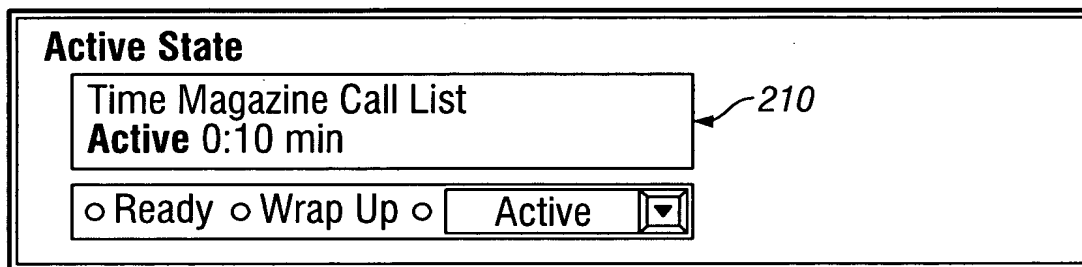 Active State
Time Magazine Call List
Active 0:10 min
210
Ready Wrap Up Active